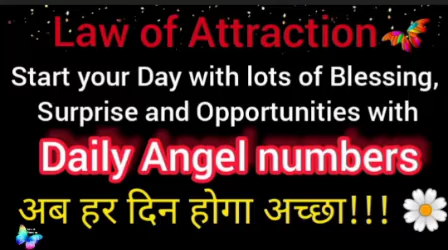 Law of Attraction
Start your Day with lots of Blessing,
Surprise and Opportunities with
Daily Angel numbers
अब हर दिन होगा अच्छा!!!